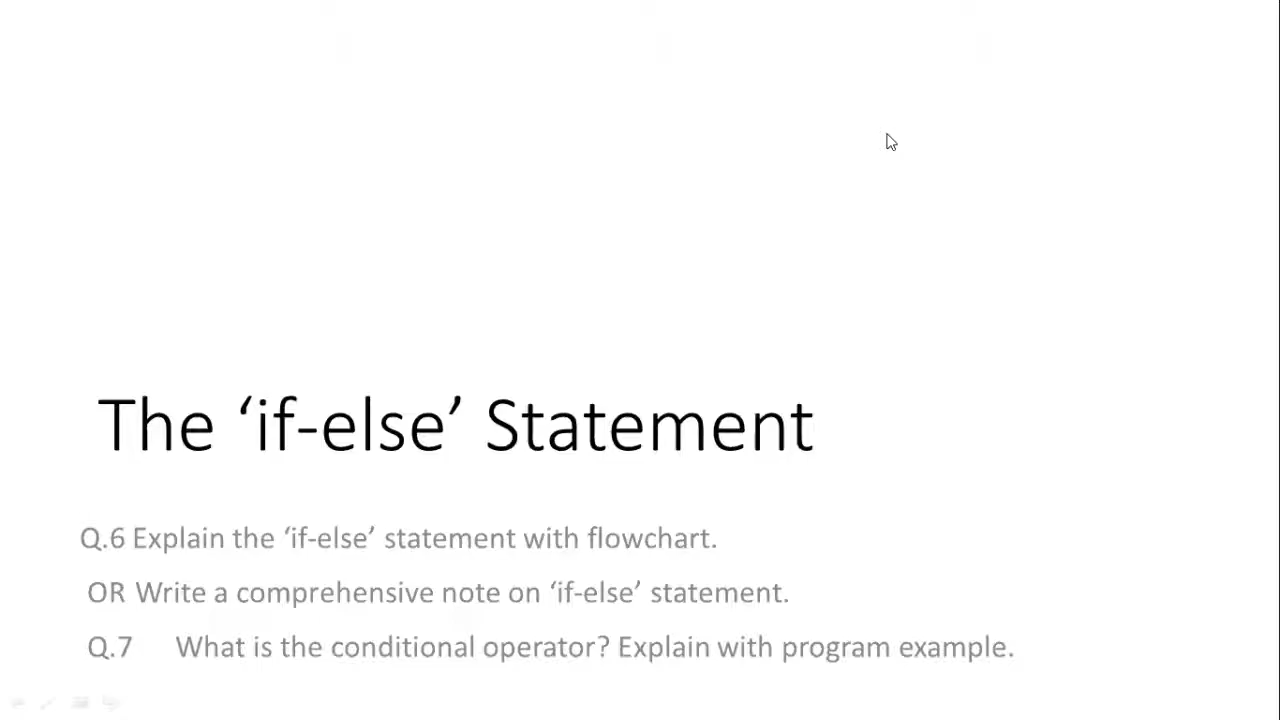 The ‘if-else’ Statement
Q.6 Explain the ‘if-else’ statement with flowchart.
OR Write a comprehensive note on ‘if-else’ statement.
Q.7 What is the conditional operator? Explain with program example.